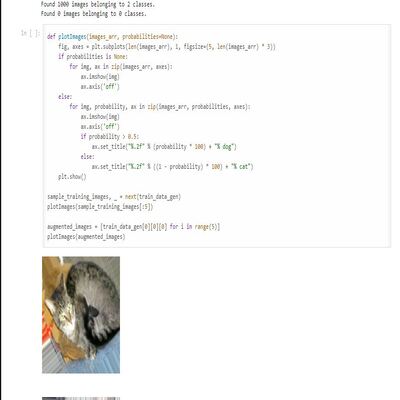 Found 1000 images belonging to 2 classes.
Found 0 images belonging to 0 classes.
In [ ]:
def plotImages(images_arr, probabilities=None):
    fig, axes = plt.subplots(len(images_arr), 1, figsize=(5, len(images_arr) * 3))
    if probabilities is None:
        for img, ax in zip(images_arr, axes):
            ax.imshow(img)
            ax.axis('off')
    else:
        for img, probability, ax in zip(images_arr, probabilities, axes):
            ax.imshow(img)
            ax.axis('off')
            if probability > 0.5:
                ax.set_title("%.2f" % (probability * 100) + "% dog")
            else:
                ax.set_title("%.2f" % ((1 - probability) * 100) + "% cat")
    plt.show()
sample_training_images, _ = next(train_data_gen)
plotImages(sample_training_images[:5])
augmented_images = [train_data_gen[0][0][0] for i in range(5)]
plotImages(augmented_images)